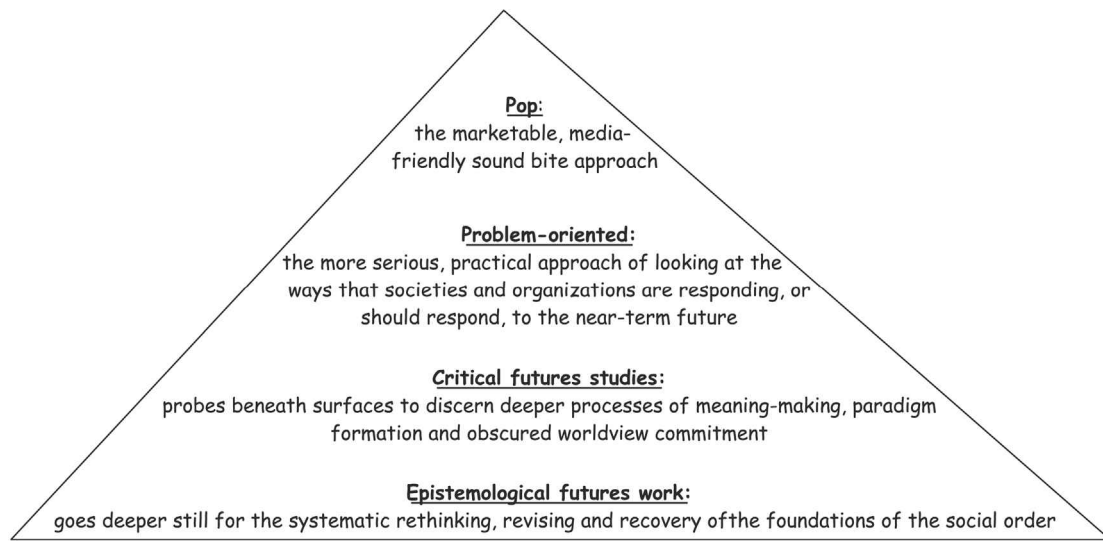 Pop:
the marketable, media-
friendly sound bite approach
Problem-oriented:
the more serious, practical approach of looking at the
ways that societies and organizations are responding, or
should respond, to the near-term future
Critical futures studies:
probes beneath surfaces to discern deeper processes of meaning-making, paradigm
formation and obscured worldview commitment
Epistemological futures work:
goes deeper still for the systematic rethinking, revising and recovery ofthe foundations of the social order